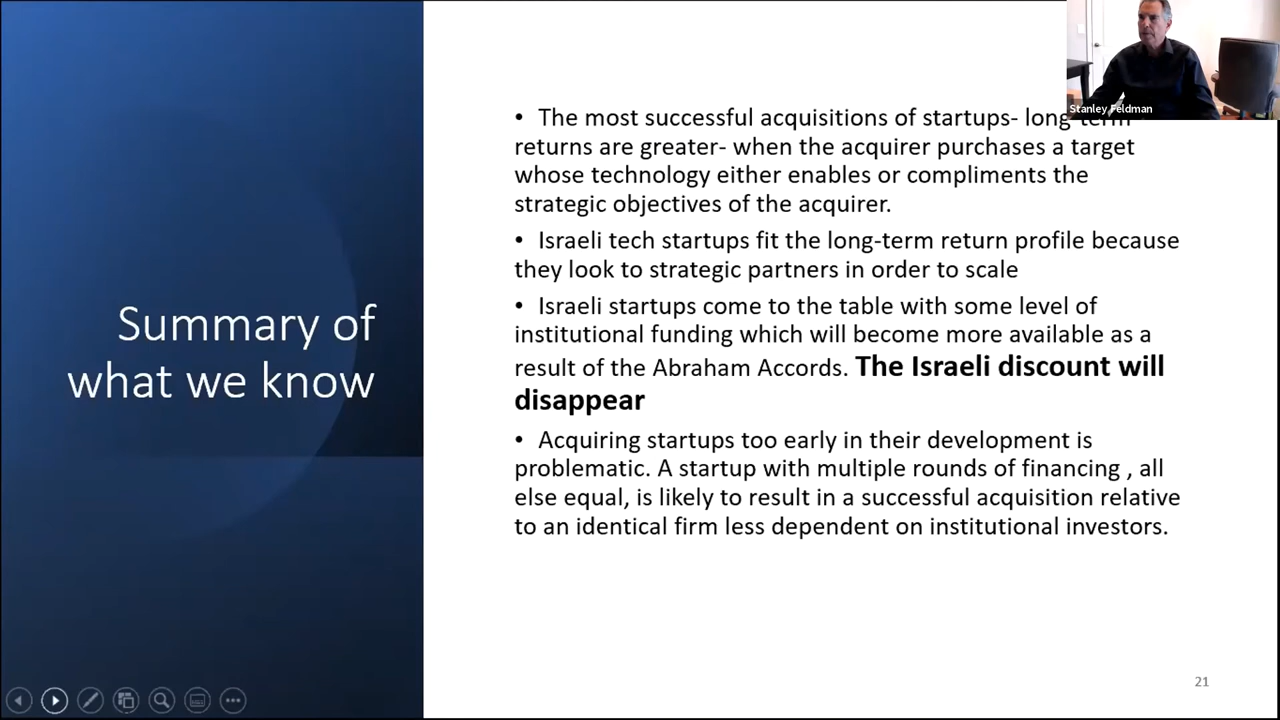 Summary of
what we know
• The most successful acquisitions of startups- long-term
returns are greater- when the acquirer purchases a target
whose technology either enables or compliments the
strategic objectives of the acquirer.
• Israeli tech startups fit the long-term return profile because
they look to strategic partners in order to scale
• Israeli startups come to the table with some level of
institutional funding which will become more available as a
result of the Abraham Accords. The Israeli discount will
disappear
• Acquiring startups too early in their development is
problematic. A startup with multiple rounds of financing , all
else equal, is likely to result in a successful acquisition relative
to an identical firm less dependent on institutional investors.
21
Stanley Feldman